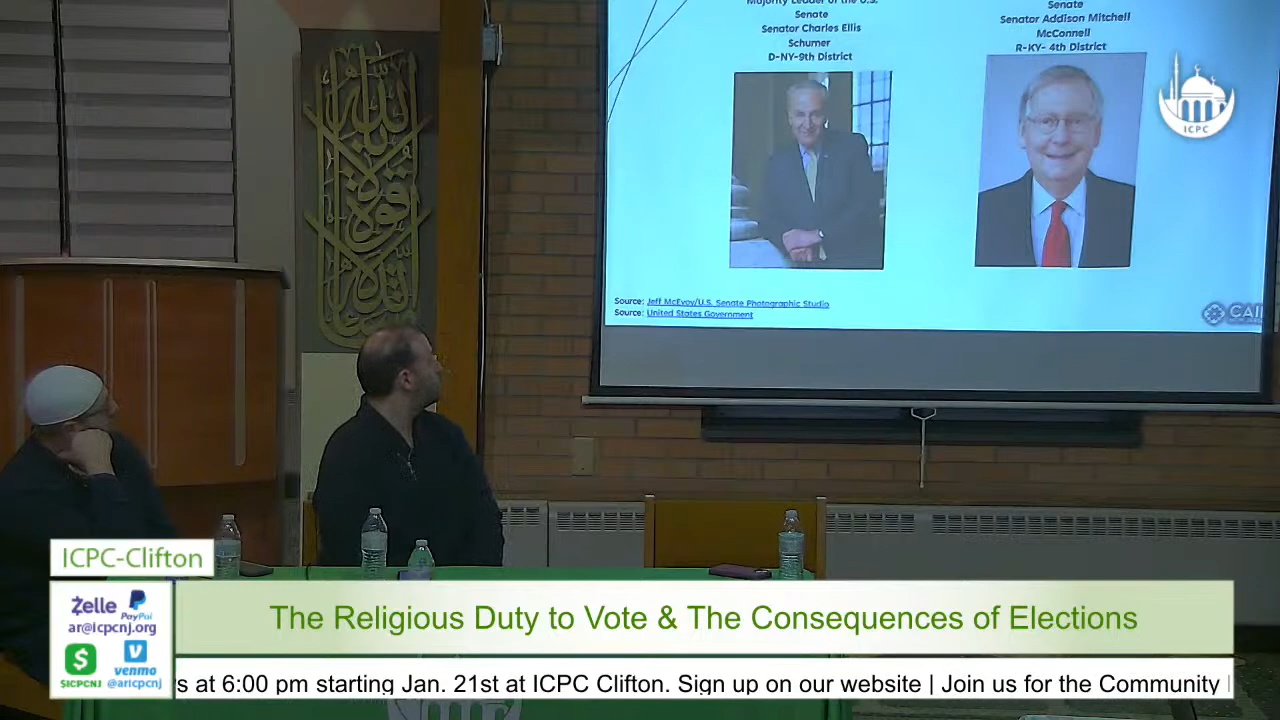 Majority Leader of the U.S.
Senate
Senator Charles Ellis
Schumer
D-NY-9th District
Senate
Senator Addison Mitchell
McConnell
R-KY- 4th District
ICPC
Source: Jeff McEvoy/U.S. Senate Photographic Studio
Source: United States Government
CAI
ICPC-Clifton
Zelle PayPal
ar@icpcnj.org
$ V
venmo
$ICPCNJ @aricpcnj
The Religious Duty to Vote & The Consequences of Elections
s at 6:00 pm starting Jan. 21st at ICPC Clifton. Sign up on our website | Join us for the Community